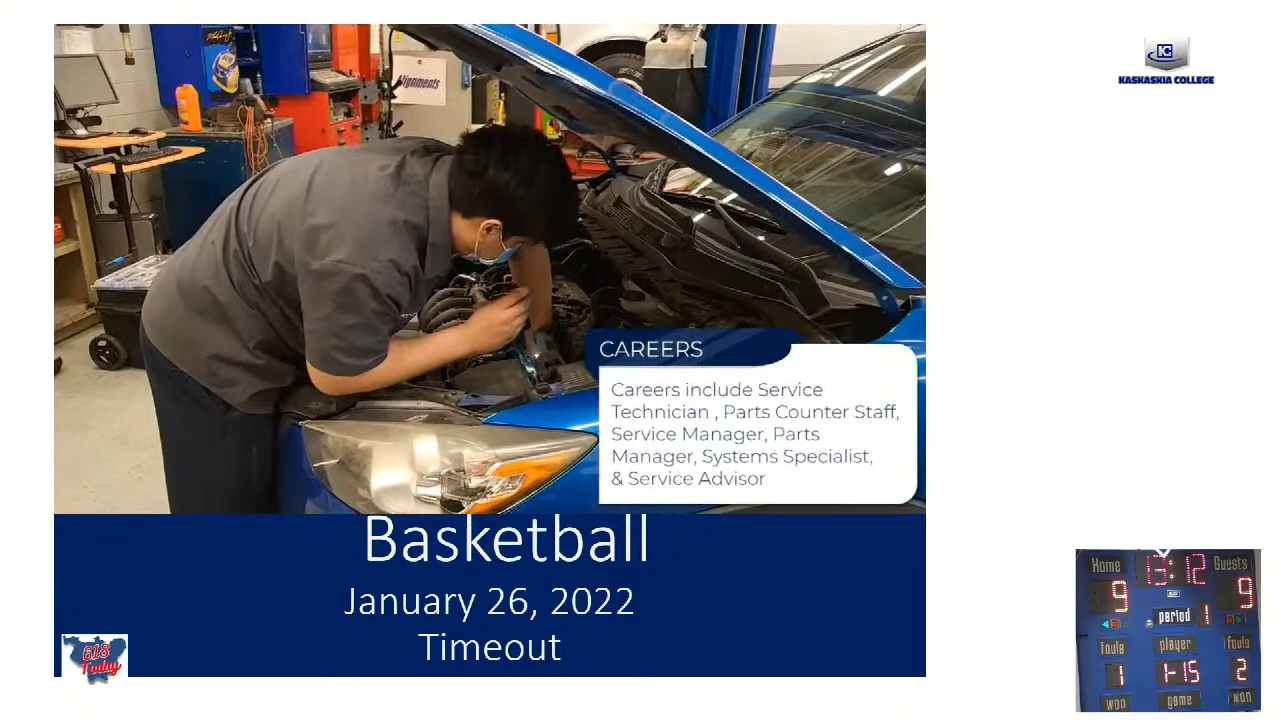 KC
KASKASKIA COLLEGE
Alignments
CAREERS
Careers include Service
Technician , Parts Counter Staff,
Service Manager, Parts
Manager, Systems Specialist,
& Service Advisor
Basketball
January 26, 2022
Timeout
618
Today
Home 13:12 Guests
9 9
period 1
fouls player fouls
1 1-15 2
won game won